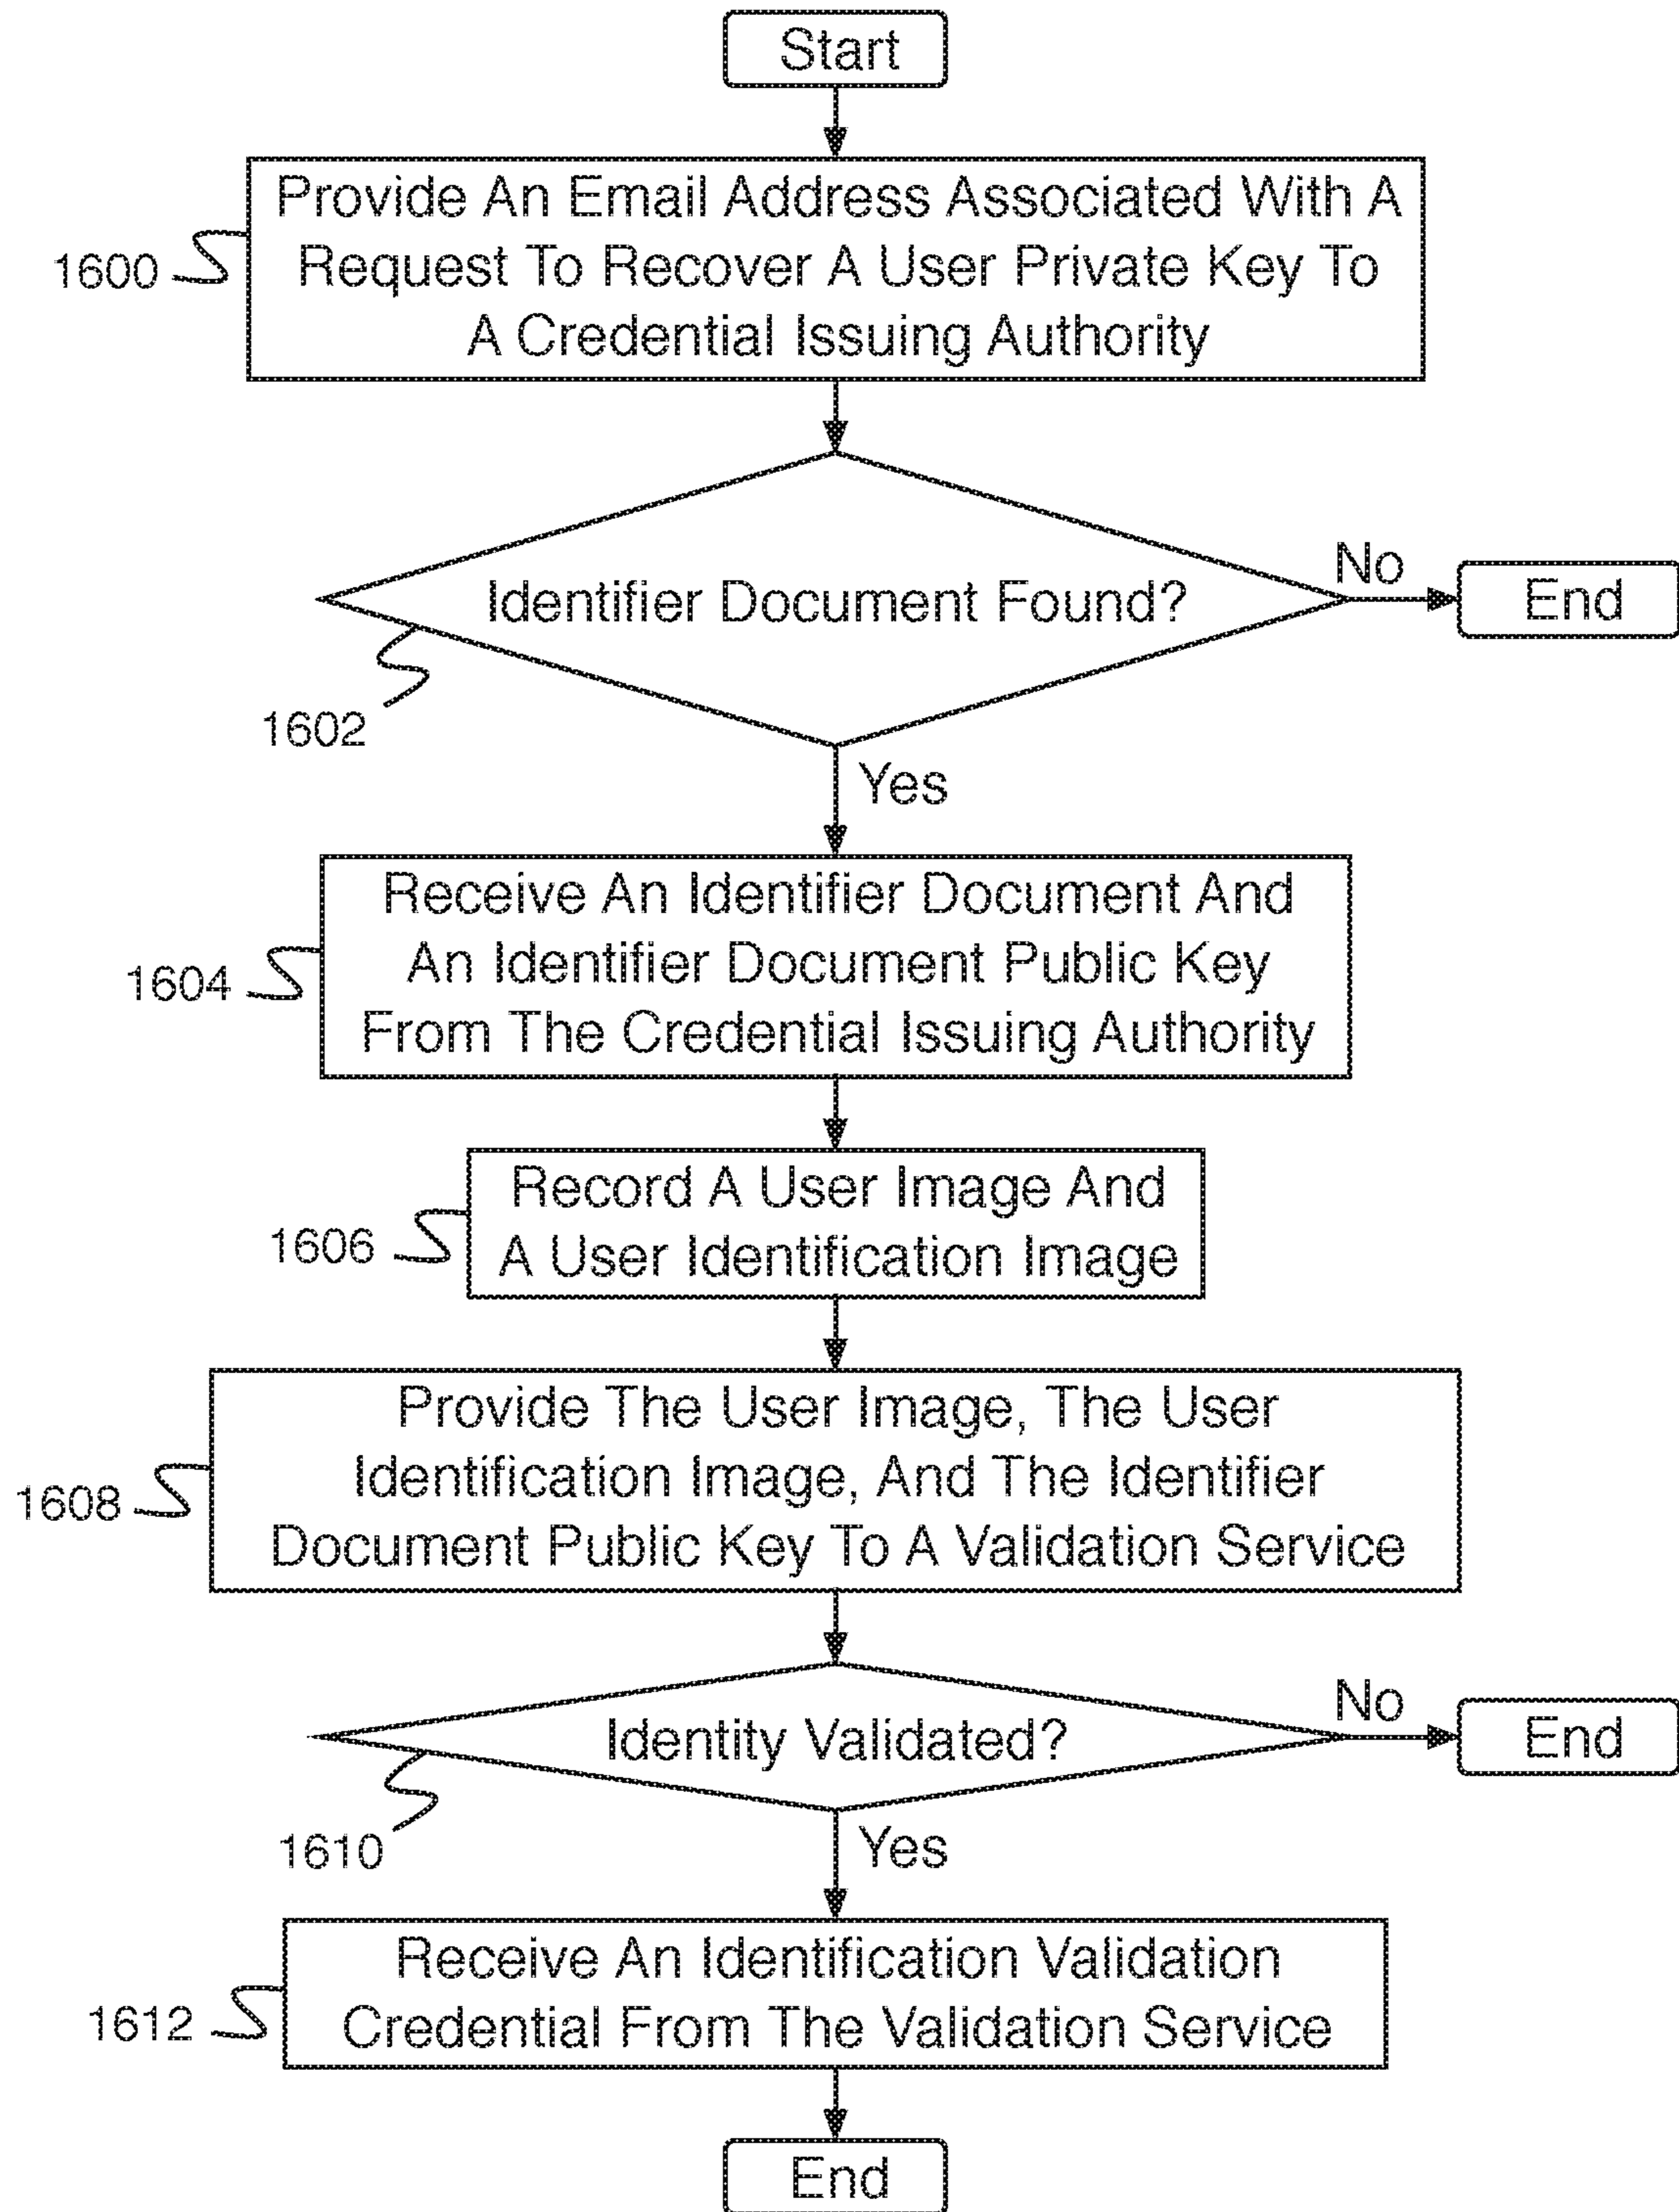 Start
Provide An Email Address Associated With A
Request To Recover A User Private Key To
A Credential Issuing Authority
1600
Identifier Document Found?
No
End
1602
Yes
Receive An Identifier Document And
An Identifier Document Public Key
From The Credential Issuing Authority
1604
Record A User Image And
A User Identification Image
1606
Provide The User Image, The User
Identification Image, And The Identifier
Document Public Key To A Validation Service
1608
Identity Validated?
No
End
1610
Yes
Receive An Identification Validation
Credential From The Validation Service
1612
End